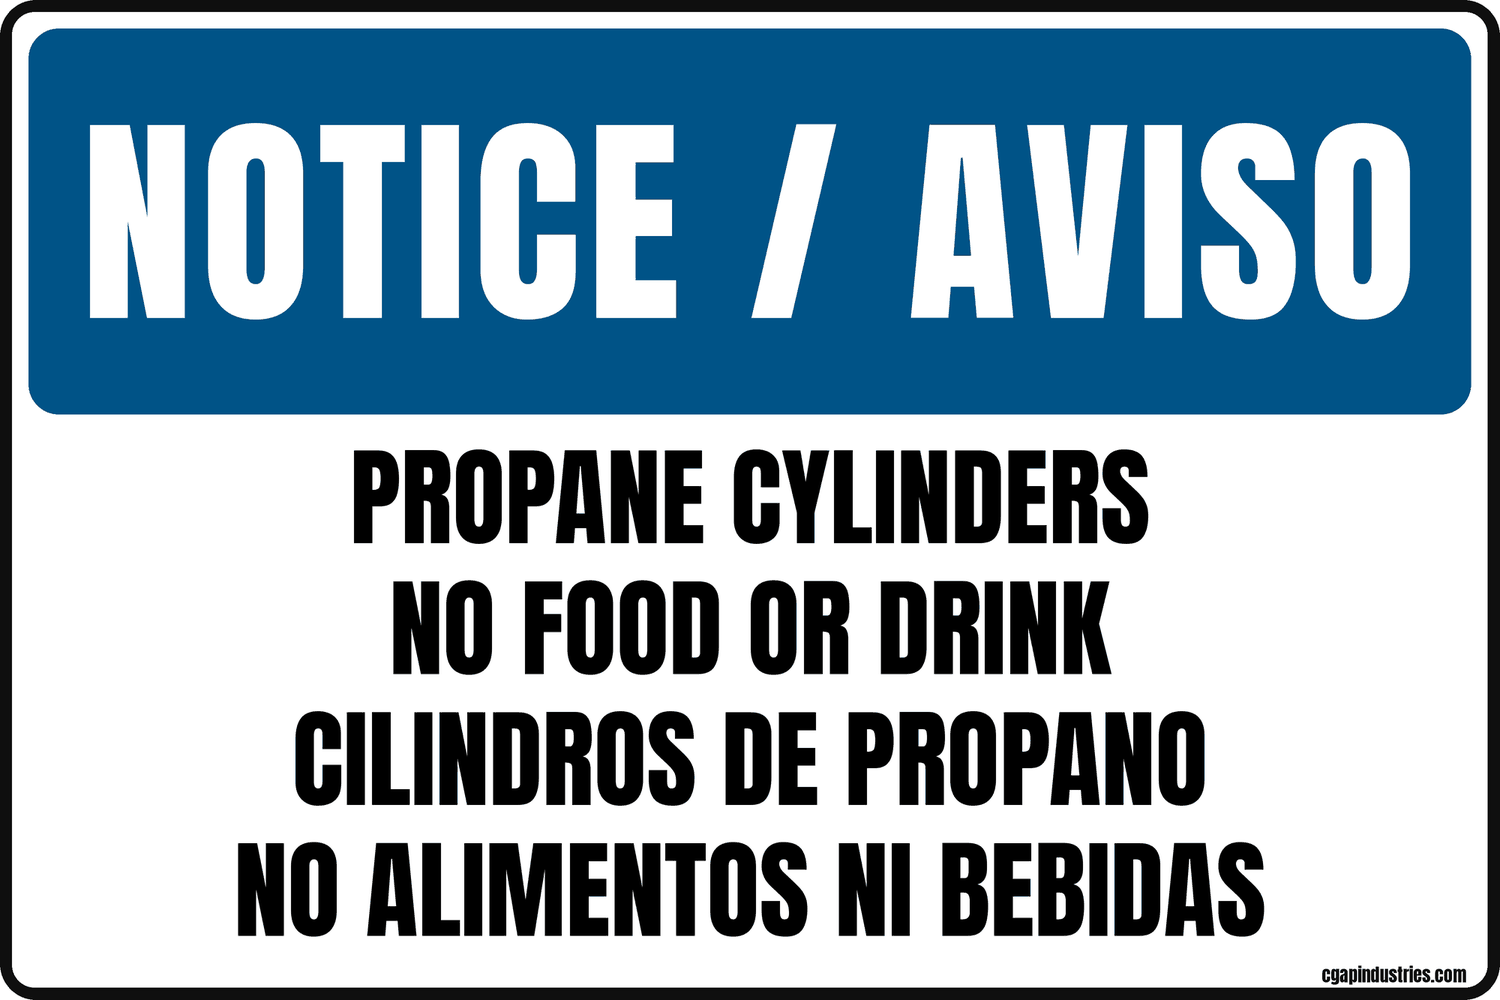 NOTICE / AVISO
PROPANE CYLINDERS
NO FOOD OR DRINK
CILINDROS DE PROPANO
NO ALIMENTOS NI BEBIDAS
cgapindustries.com